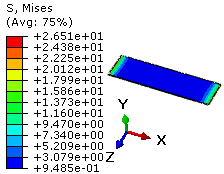 S, Mises
(Avg: 75%)
+2.651e+01
+2.438e+01
+2.225e+01
+2.012e+01
+1.799e+01
+1.586e+01
+1.373e+01
+1.160e+01
+9.470e+00
+7.340e+00
+5.209e+00
+3.079e+00
+9.485e-01
Y
X
Z